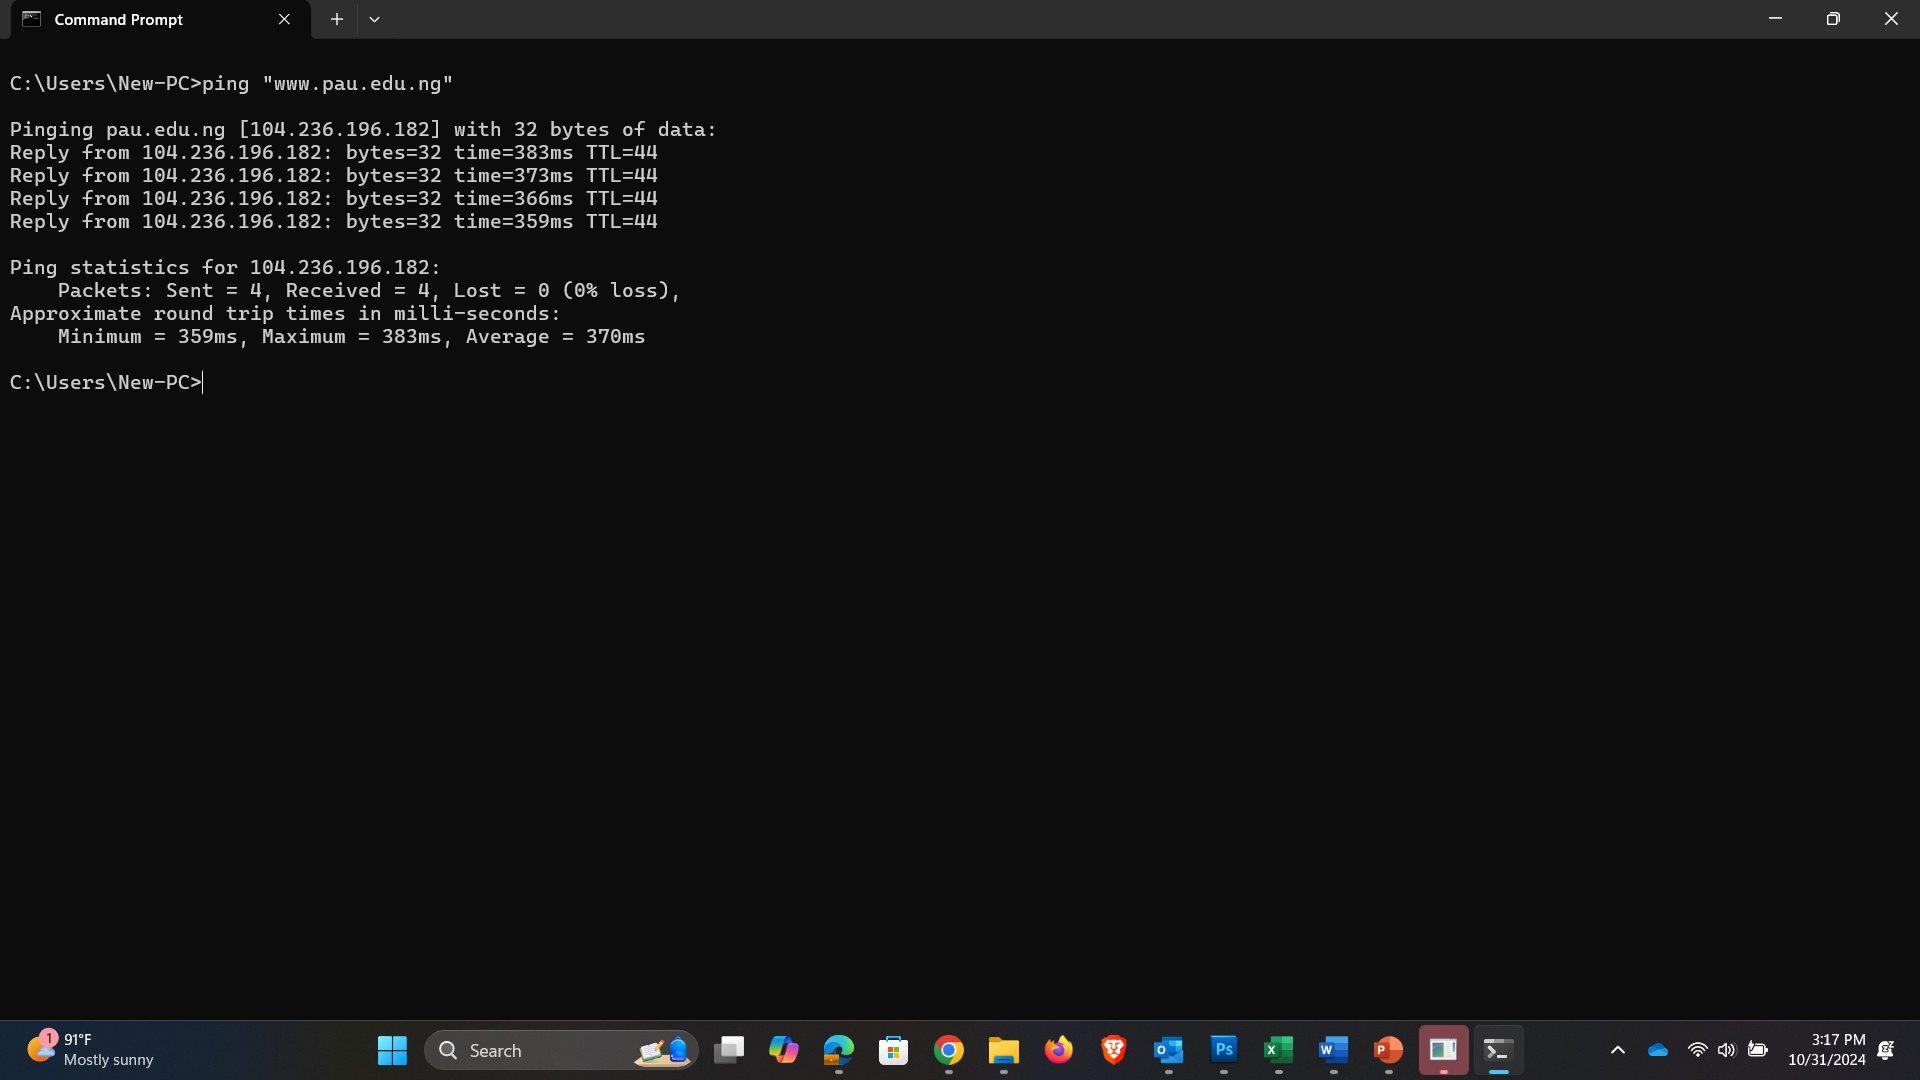 Command Prompt
C:\Users\New-PC>ping "www.pau.edu.ng"
Pinging pau.edu.ng [104.236.196.182] with 32 bytes of data:
Reply from 104.236.196.182: bytes=32 time=383ms TTL=44
Reply from 104.236.196.182: bytes=32 time=373ms TTL=44
Reply from 104.236.196.182: bytes=32 time=366ms TTL=44
Reply from 104.236.196.182: bytes=32 time=359ms TTL=44
Ping statistics for 104.236.196.182:
Packets: Sent = 4, Received = 4, Lost = 0 (0% loss),
Approximate round trip times in milli-seconds:
Minimum = 359ms, Maximum = 383ms, Average = 370ms
C:\Users\New-PC>
1
91°F
Mostly sunny
Search
Ps
3:17 PM
10/31/2024